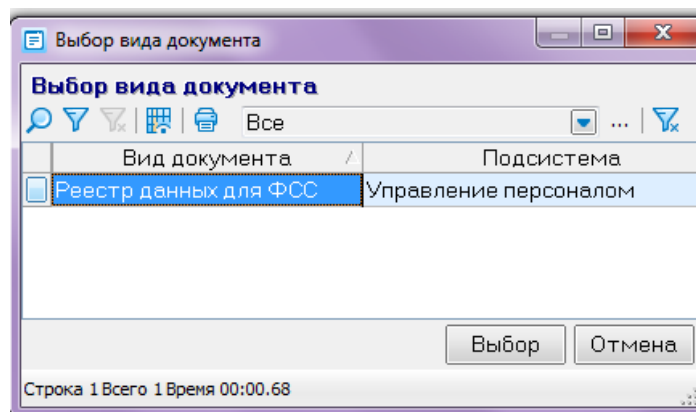 Выбор вида документа
Выбор вида документа
Все ...
Вид документа Подсистема
Реестр данных для ФСС Управление персоналом
Выбор Отмена
Строка 1 Всего 1 Время 00:00.68